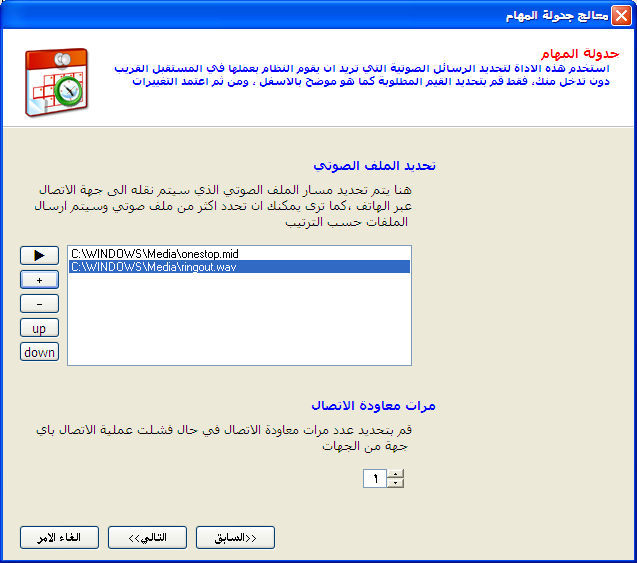 معالج جدولة المهام
جدولة المهام
استخدم هذه الاداة لتحديد الرسائل الصوتية التي تريد ان يقوم النظام بعملها في المستقبل القريب
دون تدخل منك، فقط قم بتحديد القيم المطلوبة كما هو موضح بالاسفل ، ومن ثم اعتمد التغييرات
تحديد الملف الصوتي
هنا يتم تحديد مسار الملف الصوتي الذي سيتم نقله الى جهة الاتصال
عبر الهاتف ،كما ترى يمكنك ان تحدد اكثر من ملف صوتي وسيتم ارسال
الملفات حسب الترتيب
C:\WINDOWS\Media\onestop.mid
C:\WINDOWS\Media\ringout.wav
+
-
up
down
مرات معاودة الاتصال
قم بتحديد عدد مرات معاودة الاتصال في حال فشلت عملية الاتصال باي
جهة من الجهات
١
<<السابق
التالي>>
الغاء الامر